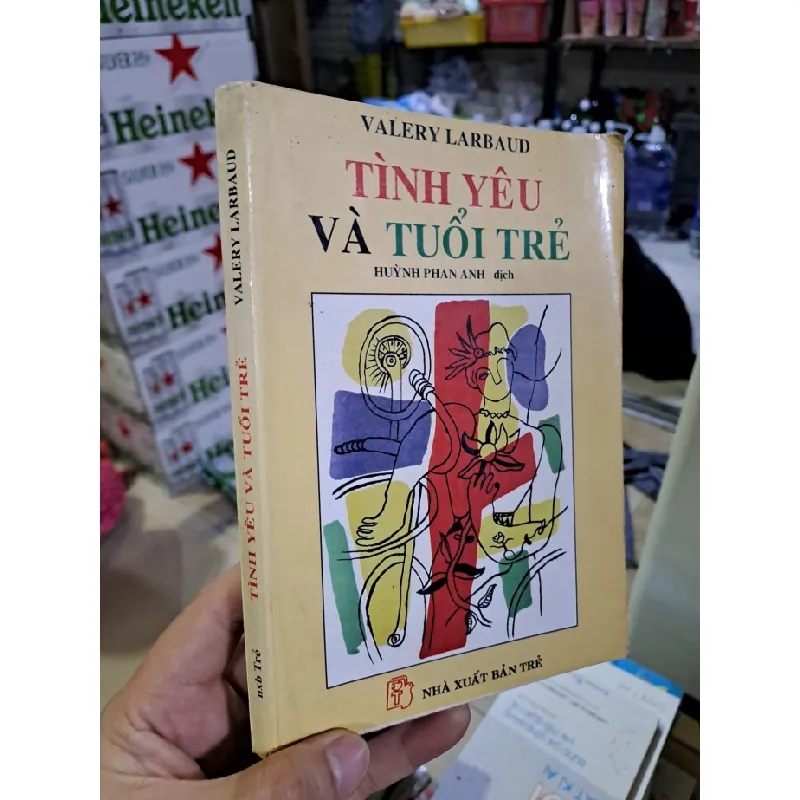 VALERY LARBAUD
TÌNH YÊU
VÀ TUỔI TRẺ
HUỲNH PHAN ANH dịch
NHÀ XUẤT BẢN TRẺ
VALERY LARBAUD
TÌNH YÊU VÀ TUỔI TRẺ
nxb Trẻ
Heineken
Heineken
Heineken
Heineken
Heineken
Heineken